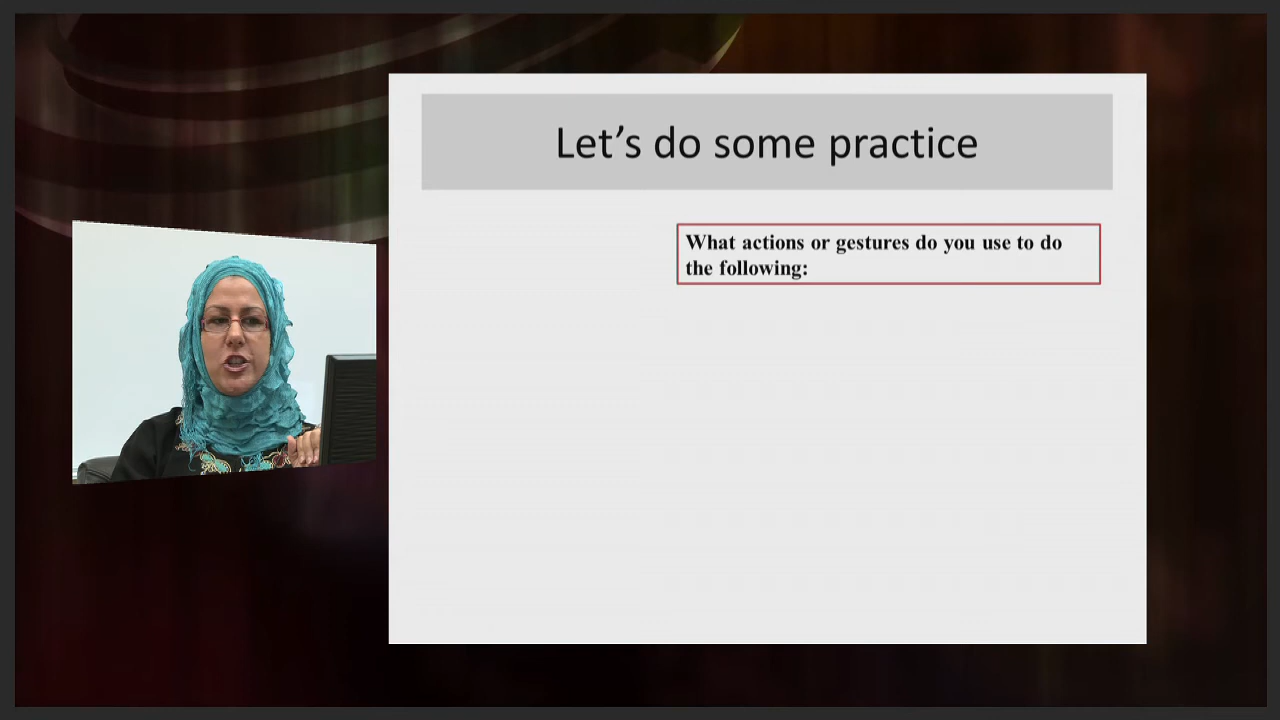 Let’s do some practice
What actions or gestures do you use to do
the following: